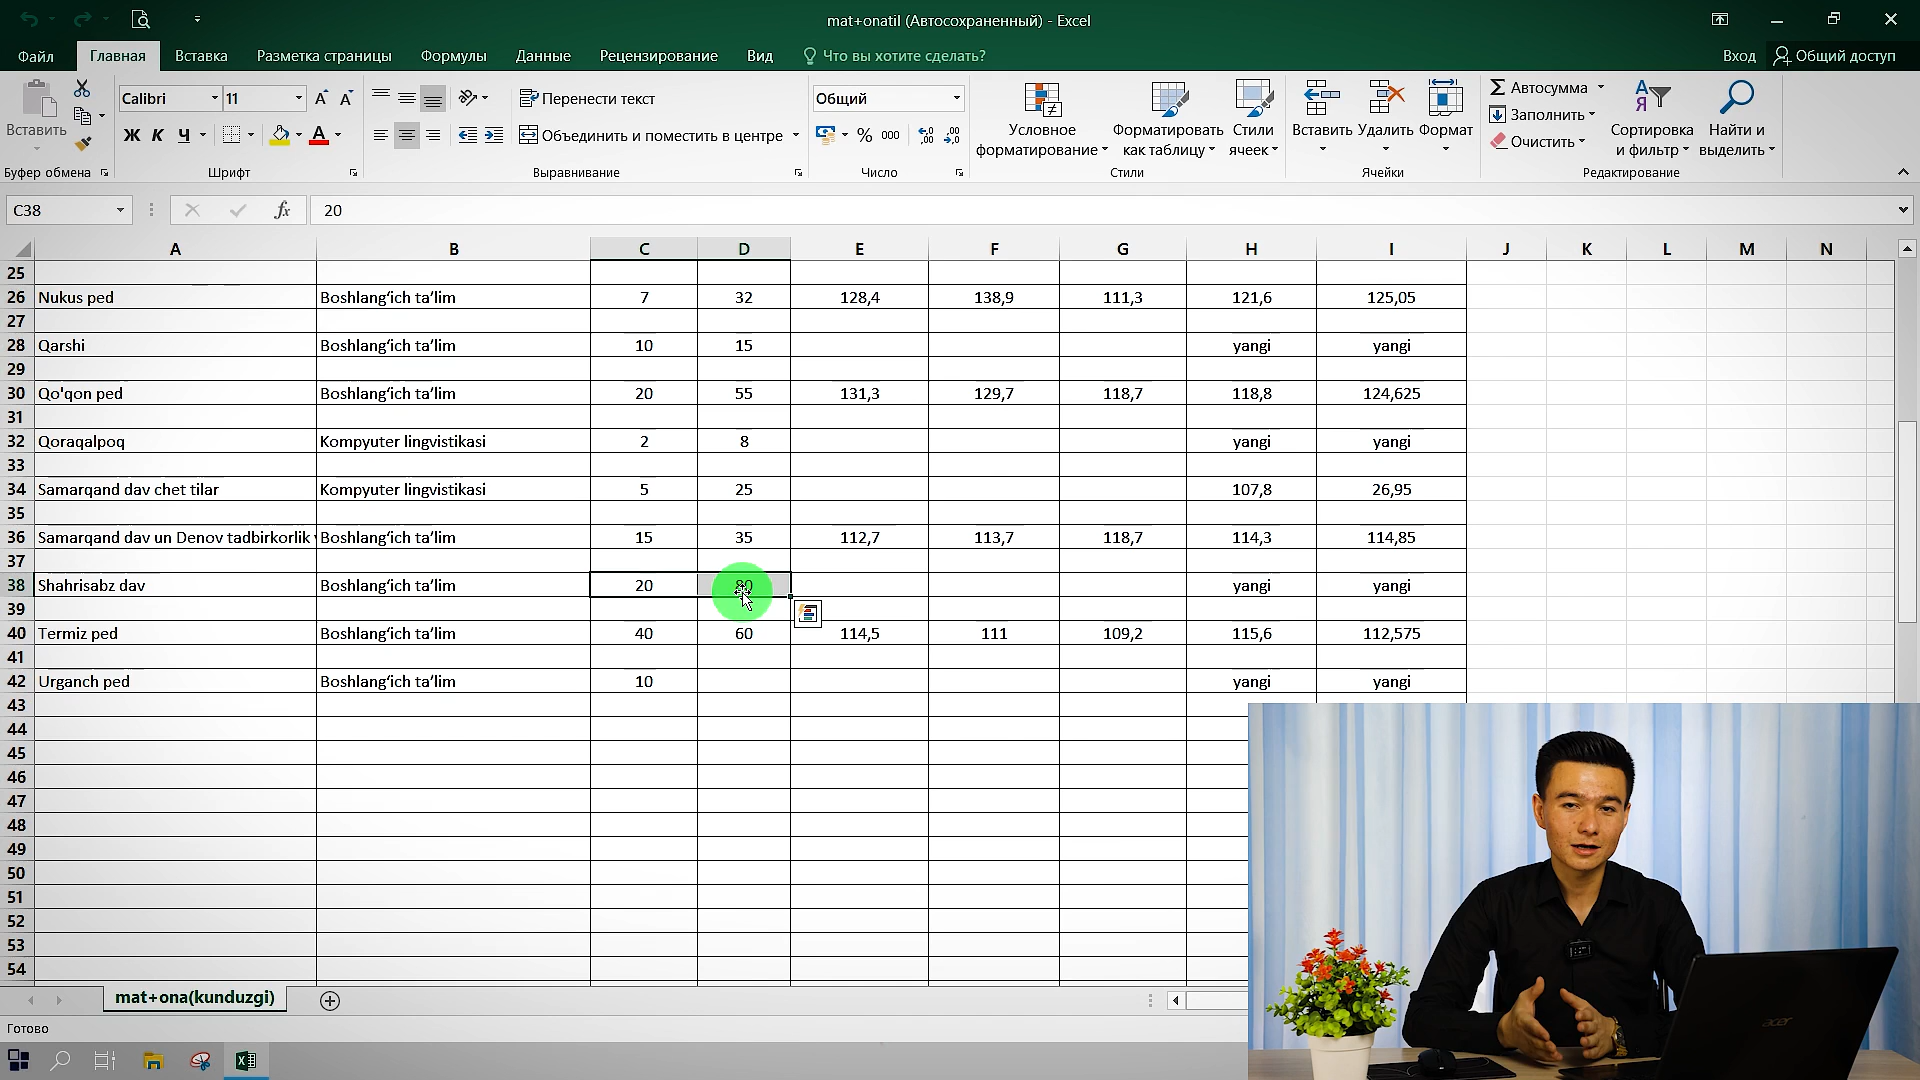 mat+onatil (Автосохраненный) - Excel
Файл Главная Вставка Разметка страницы Формулы Данные Рецензирование Вид Что вы хотите сделать? Вход Общий доступ
Calibri 11 Перенести текст Общий Автосумма
Вставить Ж К Ч Объединить и поместить в центре % 000 Условное форматирование Форматировать как таблицу Стили ячеек Вставить Удалить Формат Заполнить Очистить Сортировка и фильтр Найти и выделить
Буфер обмена Шрифт Выравнивание Число Стили Ячейки Редактирование
C38 fx 20
A B C D E F G H I J K L M N
25
26 Nukus ped Boshlang‘ich ta’lim 7 32 128,4 138,9 111,3 121,6 125,05
27
28 Qarshi Boshlang‘ich ta’lim 10 15 yangi yangi
29
30 Qo'qon ped Boshlang‘ich ta’lim 20 55 131,3 129,7 118,7 118,8 124,625
31
32 Qoraqalpoq Kompyuter lingvistikasi 2 8 yangi yangi
33
34 Samarqand dav chet tilar Kompyuter lingvistikasi 5 25 107,8 26,95
35
36 Samarqand dav un Denov tadbirkorlik Boshlang‘ich ta’lim 15 35 112,7 113,7 118,7 114,3 114,85
37
38 Shahrisabz dav Boshlang‘ich ta’lim 20 80 yangi yangi
39
40 Termiz ped Boshlang‘ich ta’lim 40 60 114,5 111 109,2 115,6 112,575
41
42 Urganch ped Boshlang‘ich ta’lim 10 yangi yangi
43
44
45
46
47
48
49
50
51
52
53
54
mat+ona(kunduzgi)
Готово
acer